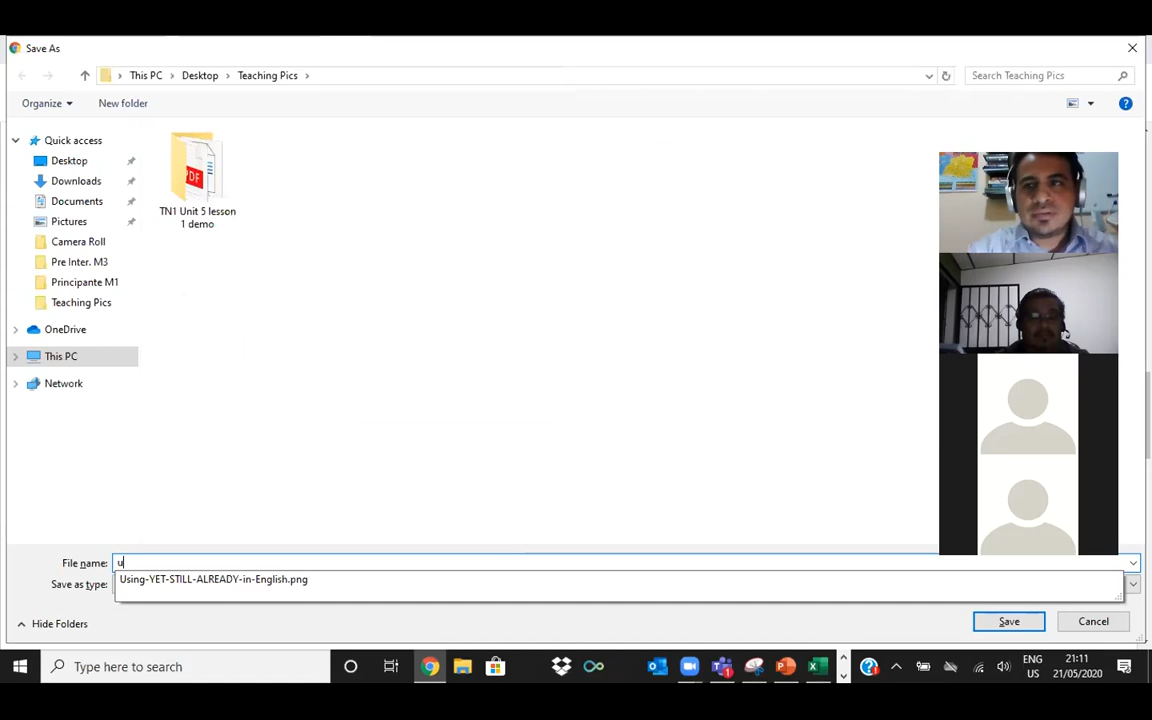 Save As
This PC
Desktop
Teaching Pics
Search Teaching Pics
Organize
New folder
Quick access
Desktop
Downloads
Documents
Pictures
Camera Roll
Pre Inter. M3
Principante M1
Teaching Pics
OneDrive
This PC
Network
PDF
TN1 Unit 5 lesson
1 demo
File name:
u
Using-YET-STILL-ALREADY-in-English.png
Save as type:
Hide Folders
Save
Cancel
Type here to search
ENG
US
21:11
21/05/2020